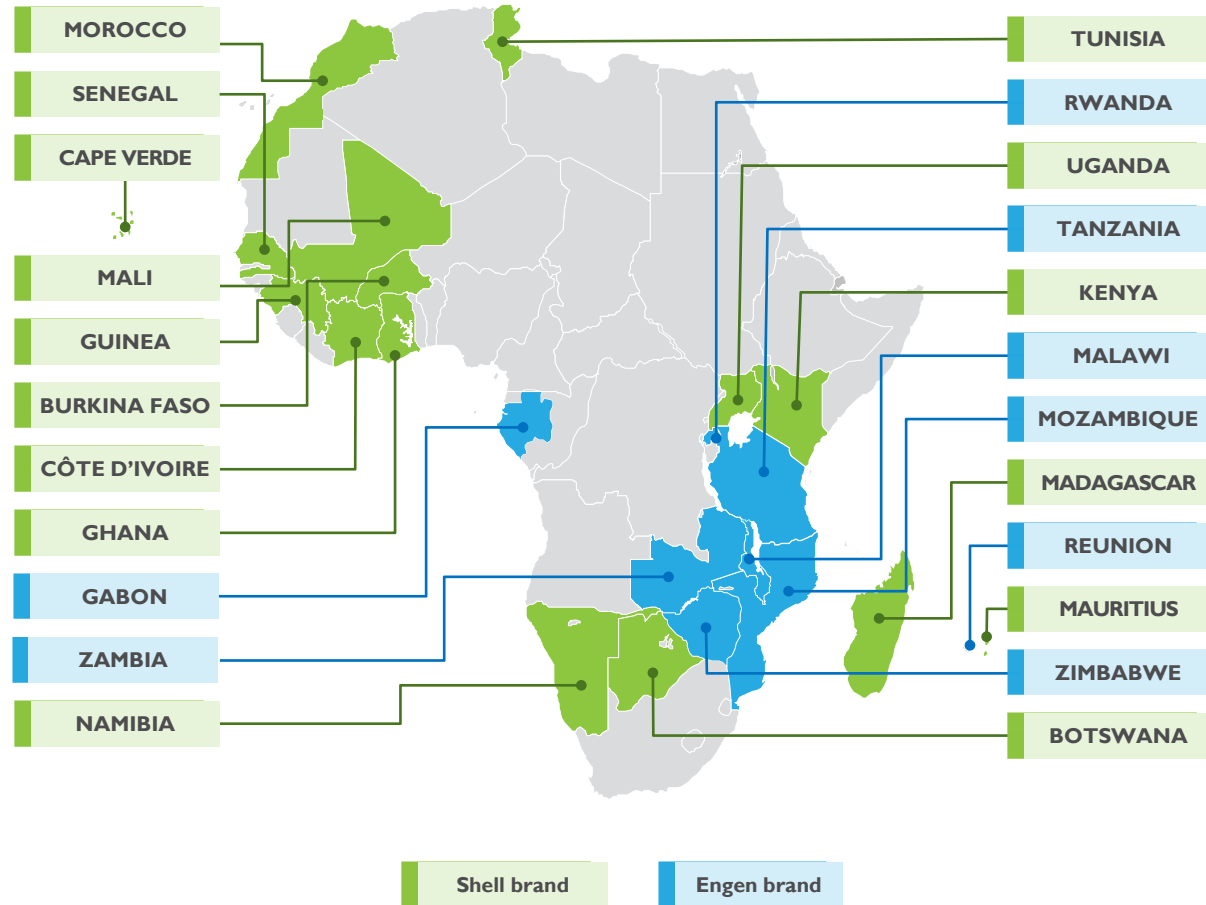 MOROCCO
SENEGAL
CAPE VERDE
MALI
GUINEA
BURKINA FASO
CÔTE D’IVOIRE
GHANA
GABON
ZAMBIA
NAMIBIA
TUNISIA
RWANDA
UGANDA
TANZANIA
KENYA
MALAWI
MOZAMBIQUE
MADAGASCAR
REUNION
MAURITIUS
ZIMBABWE
BOTSWANA
Shell brand
Engen brand